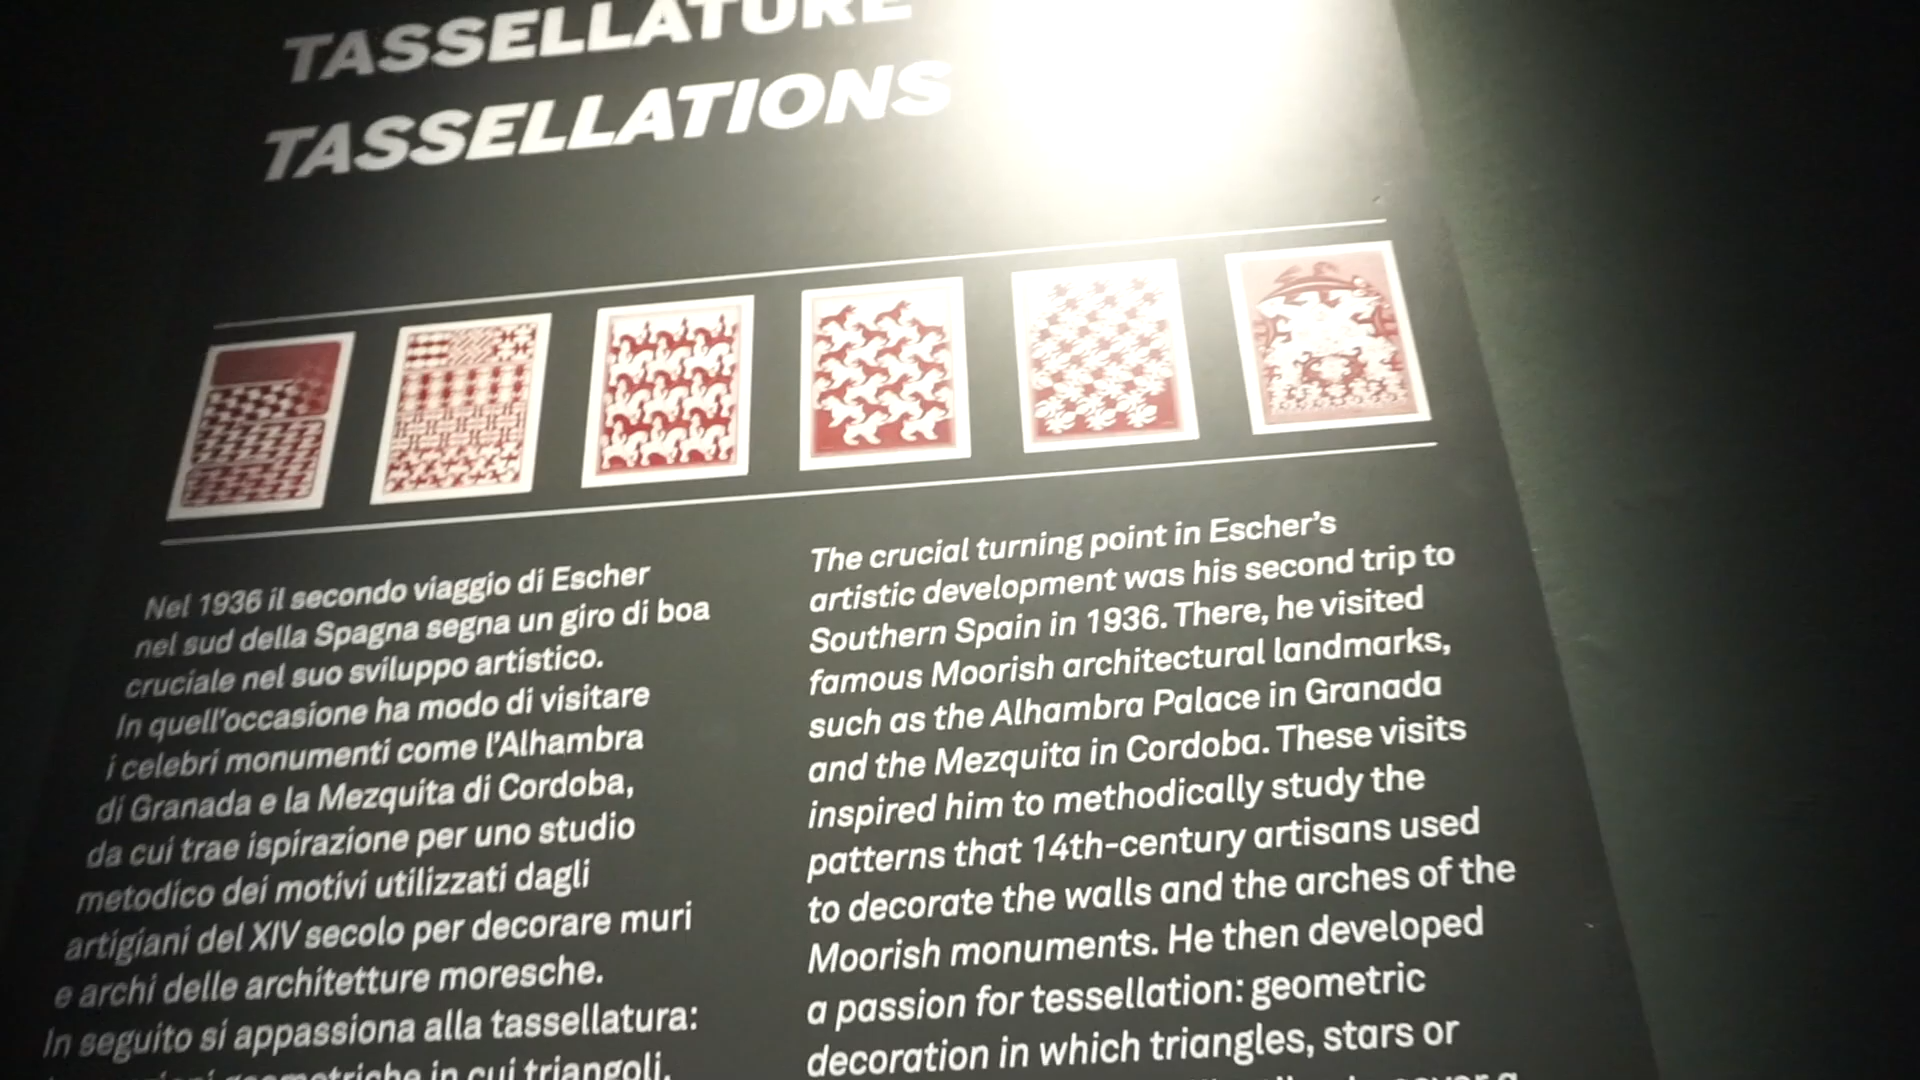 TASSELLATURE
TASSELLATIONS
Nel 1936 il secondo viaggio di Escher
nel sud della Spagna segna un giro di boa
cruciale nel suo sviluppo artistico.
In quell'occasione ha modo di visitare
i celebri monumenti come l'Alhambra
di Granada e la Mezquita di Cordoba,
da cui trae ispirazione per uno studio
metodico dei motivi utilizzati dagli
artigiani del XIV secolo per decorare muri
e archi delle architetture moresche.
In seguito si appassiona alla tassellatura:
geometriche in cui triangoli,
The crucial turning point in Escher's
artistic development was his second trip to
Southern Spain in 1936. There, he visited
famous Moorish architectural landmarks,
such as the Alhambra Palace in Granada
and the Mezquita in Cordoba. These visits
inspired him to methodically study the
patterns that 14th-century artisans used
to decorate the walls and the arches of the
Moorish monuments. He then developed
a passion for tessellation: geometric
decoration in which triangles, stars or